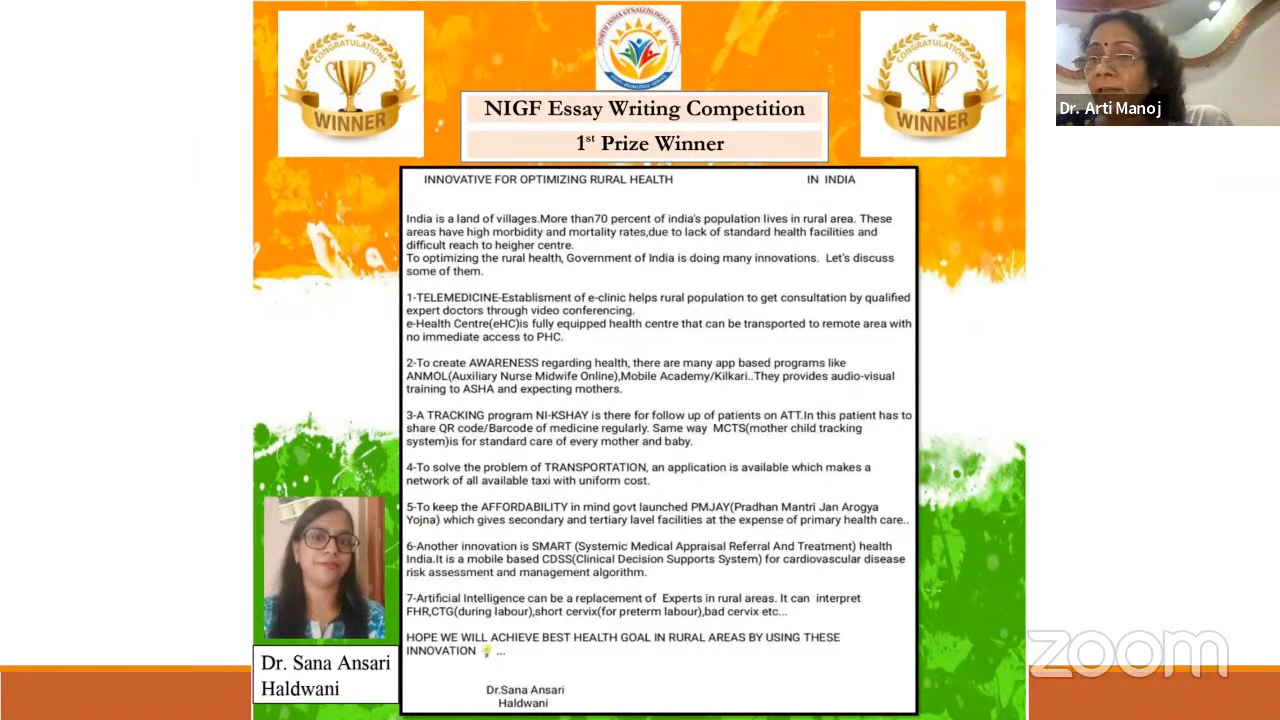 CONGRATULATIONS
WINNER
NORTH INDIA GYNAECOLOGIST FORUM
CONGRATULATIONS
WINNER
Dr. Arti Manoj
NIGF Essay Writing Competition
1st Prize Winner
INNOVATIVE FOR OPTIMIZING RURAL HEALTH IN INDIA
India is a land of villages.More than70 percent of india's population lives in rural area. These
areas have high morbidity and mortality rates,due to lack of standard health facilities and
difficult reach to heigher centre.
To optimizing the rural health, Government of India is doing many innovations. Let's discuss
some of them.
1-TELEMEDICINE-Establisment of e-clinic helps rural population to get consultation by qualified
expert doctors through video conferencing.
e-Health Centre(eHC)is fully equipped health centre that can be transported to remote area with
no immediate access to PHC.
2-To create AWARENESS regarding health, there are many app based programs like
ANMOL(Auxiliary Nurse Midwife Online),Mobile Academy/Kilkari..They provides audio-visual
training to ASHA and expecting mothers.
3-A TRACKING program NI-KSHAY is there for follow up of patients on ATT.In this patient has to
share QR code/Barcode of medicine regularly. Same way MCTS(mother child tracking
system)is for standard care of every mother and baby.
4-To solve the problem of TRANSPORTATION, an application is available which makes a
network of all available taxi with uniform cost.
5-To keep the AFFORDABILITY in mind govt launched PMJAY(Pradhan Mantri Jan Arogya
Yojna) which gives secondary and tertiary lavel facilities at the expense of primary health care..
6-Another innovation is SMART (Systemic Medical Appraisal Referral And Treatment) health
India.It is a mobile based CDSS(Clinical Decision Supports System) for cardiovascular disease
risk assessment and management algorithm.
7-Artificial Intelligence can be a replacement of Experts in rural areas. It can interpret
FHR,CTG(during labour),short cervix(for preterm labour),bad cervix etc...
HOPE WE WILL ACHIEVE BEST HEALTH GOAL IN RURAL AREAS BY USING THESE
INNOVATION 💡 ...
Dr.Sana Ansari
Haldwani
Dr. Sana Ansari
Haldwani
zoom